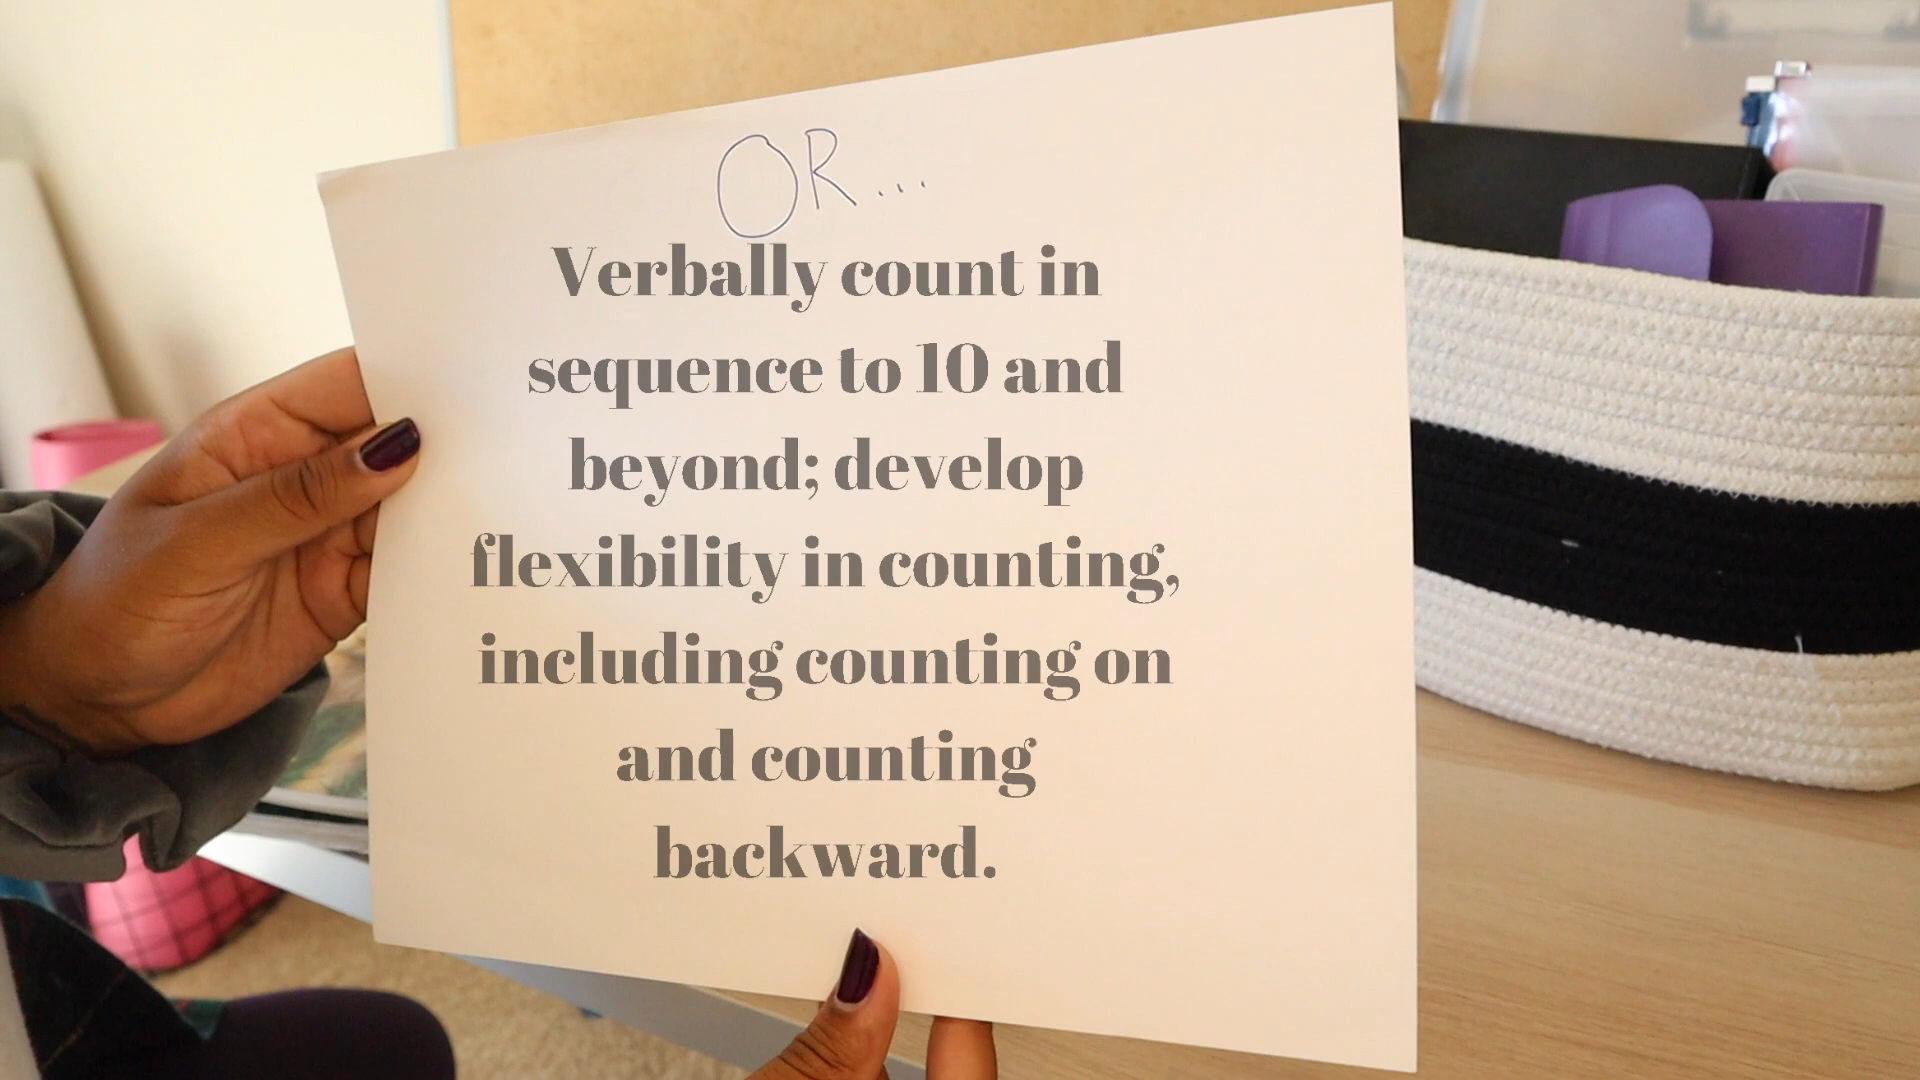 OR...
Verbally count in
sequence to 10 and
beyond; develop
flexibility in counting,
including counting on
and counting
backward.